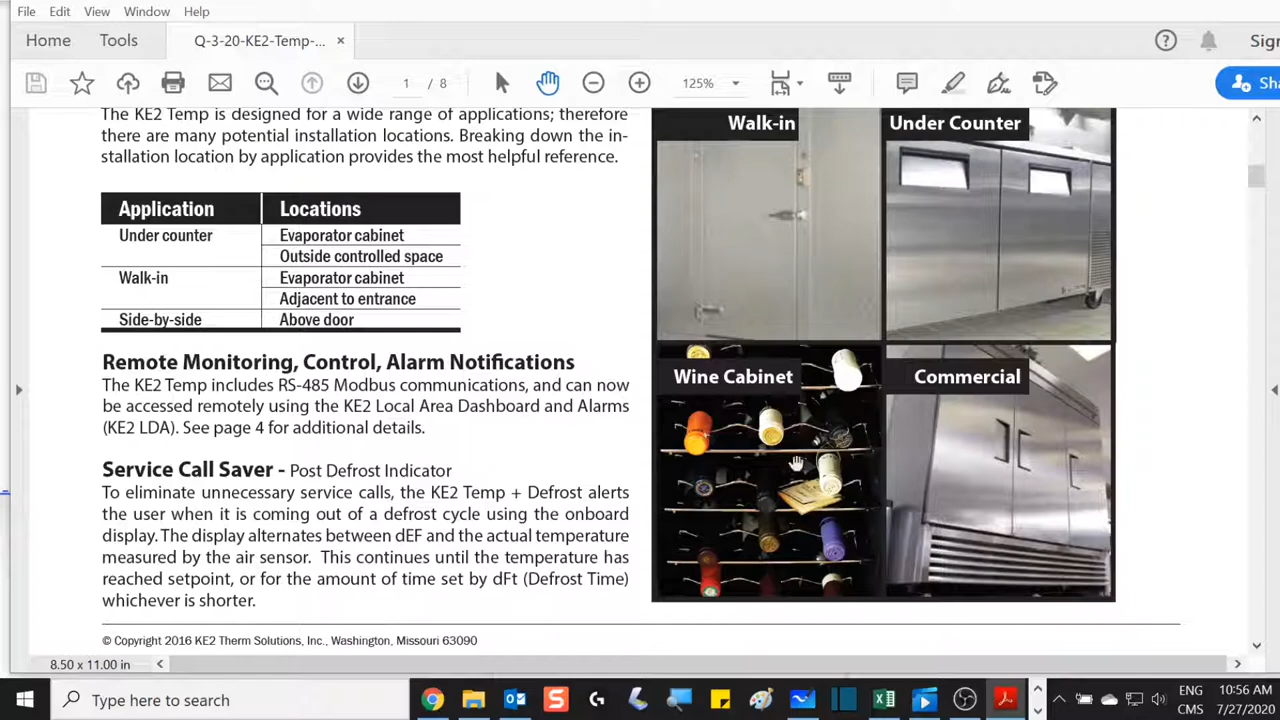 File Edit View Window Help
Home Tools Q-3-20-KE2-Temp-... × Sign
1 / 8 125% Sha
The KE2 Temp is designed for a wide range of applications; therefore
there are many potential installation locations. Breaking down the in-
stallation location by application provides the most helpful reference.
Application Locations
Under counter Evaporator cabinet
Outside controlled space
Walk-in Evaporator cabinet
Adjacent to entrance
Side-by-side Above door
Remote Monitoring, Control, Alarm Notifications
The KE2 Temp includes RS-485 Modbus communications, and can now
be accessed remotely using the KE2 Local Area Dashboard and Alarms
(KE2 LDA). See page 4 for additional details.
Service Call Saver - Post Defrost Indicator
To eliminate unnecessary service calls, the KE2 Temp + Defrost alerts
the user when it is coming out of a defrost cycle using the onboard
display. The display alternates between dEF and the actual temperature
measured by the air sensor. This continues until the temperature has
reached setpoint, or for the amount of time set by dFt (Defrost Time)
whichever is shorter.
Walk-in Under Counter
Wine Cabinet Commercial
© Copyright 2016 KE2 Therm Solutions, Inc., Washington, Missouri 63090
8.50 x 11.00 in
Type here to search
ENG 10:56 AM
CMS 7/27/2020